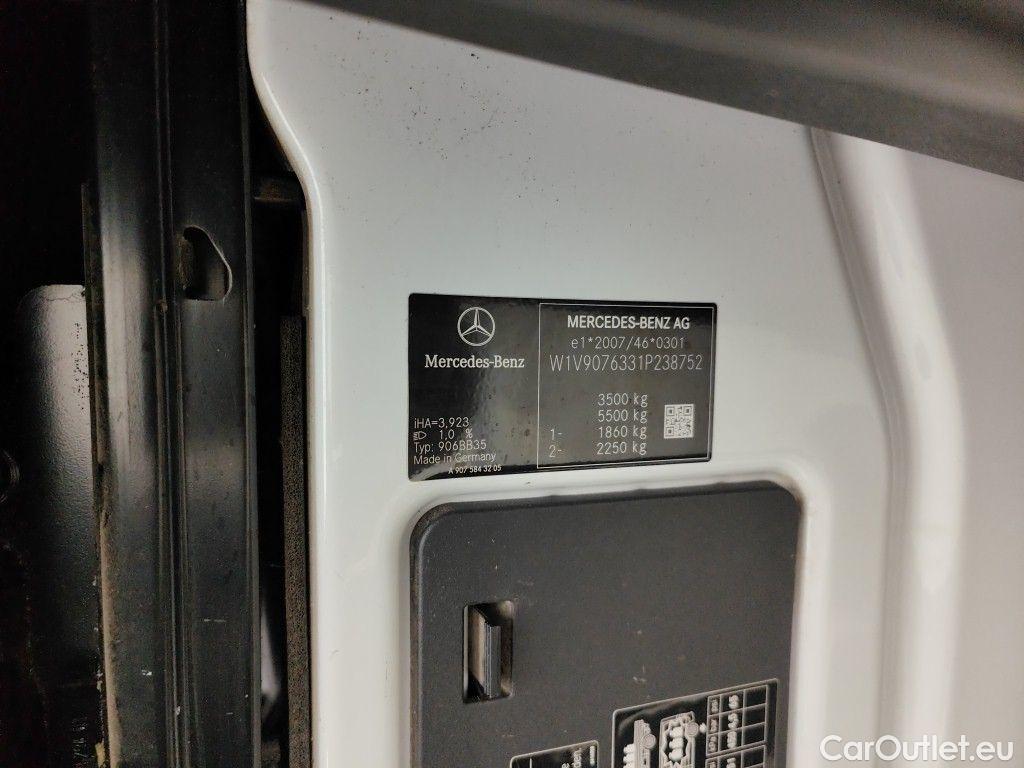 Mercedes-Benz
iHA=3,923
1,0 %
Typ: 906BB35
Made in Germany
A 907 584 32 05
MERCEDES-BENZ AG
e1*2007/46*0301
W1V9076331P238752
3500 kg
5500 kg
1- 1860 kg
2- 2250 kg
CarOutlet.eu